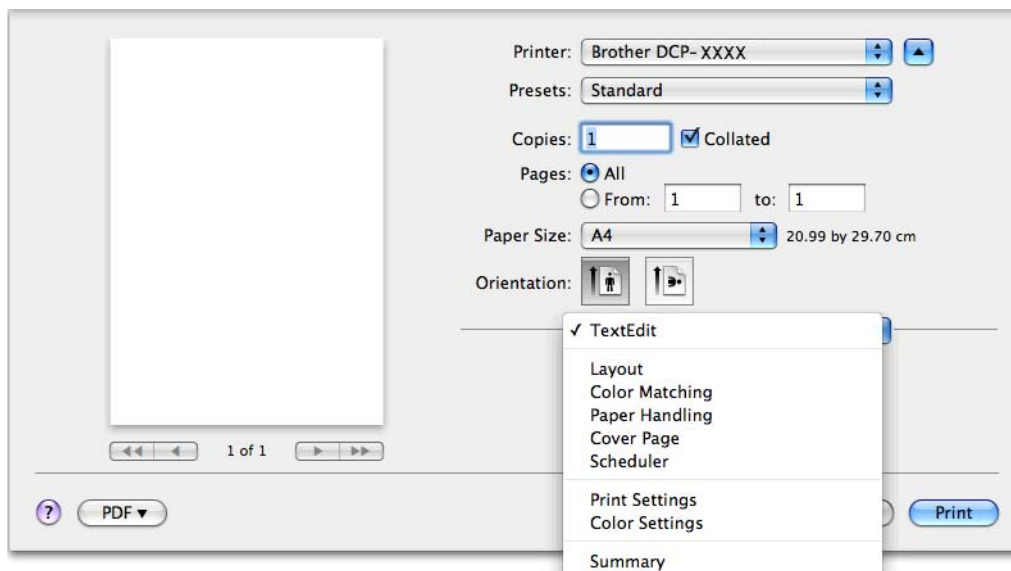 Printer: Brother DCP- XXXX
Presets: Standard
Copies: 1 Collated
Pages: All
From: 1 to: 1
Paper Size: A4 20.99 by 29.70 cm
Orientation:
✓ TextEdit
Layout
Color Matching
Paper Handling
Cover Page
Scheduler
Print Settings
Color Settings
Summary
1 of 1
? PDF ▼
Print